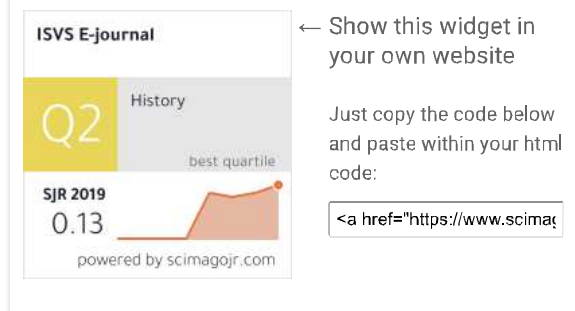 ISVS E-journal
Q2
History
best quartile
SJR 2019
0.13
powered by scimagojr.com
← Show this widget in
your own website
Just copy the code below
and paste within your html
code:
<a href="https://www.scimag